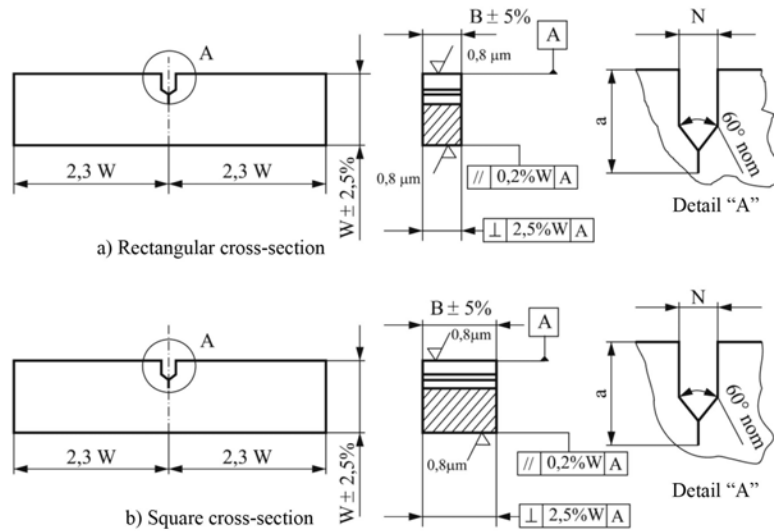 A
B ± 5%
0,8 µm
A
N
a
60° nom
2,3 W
2,3 W
W ± 2,5%
0,8 µm
// 0,2%W A
⊥ 2,5%W A
Detail “A”
a) Rectangular cross-section
A
B ± 5%
0,8µm
A
N
a
60° nom
2,3 W
2,3 W
W ± 2,5%
0,8µm
// 0,2%W A
⊥ 2,5%W A
Detail “A”
b) Square cross-section